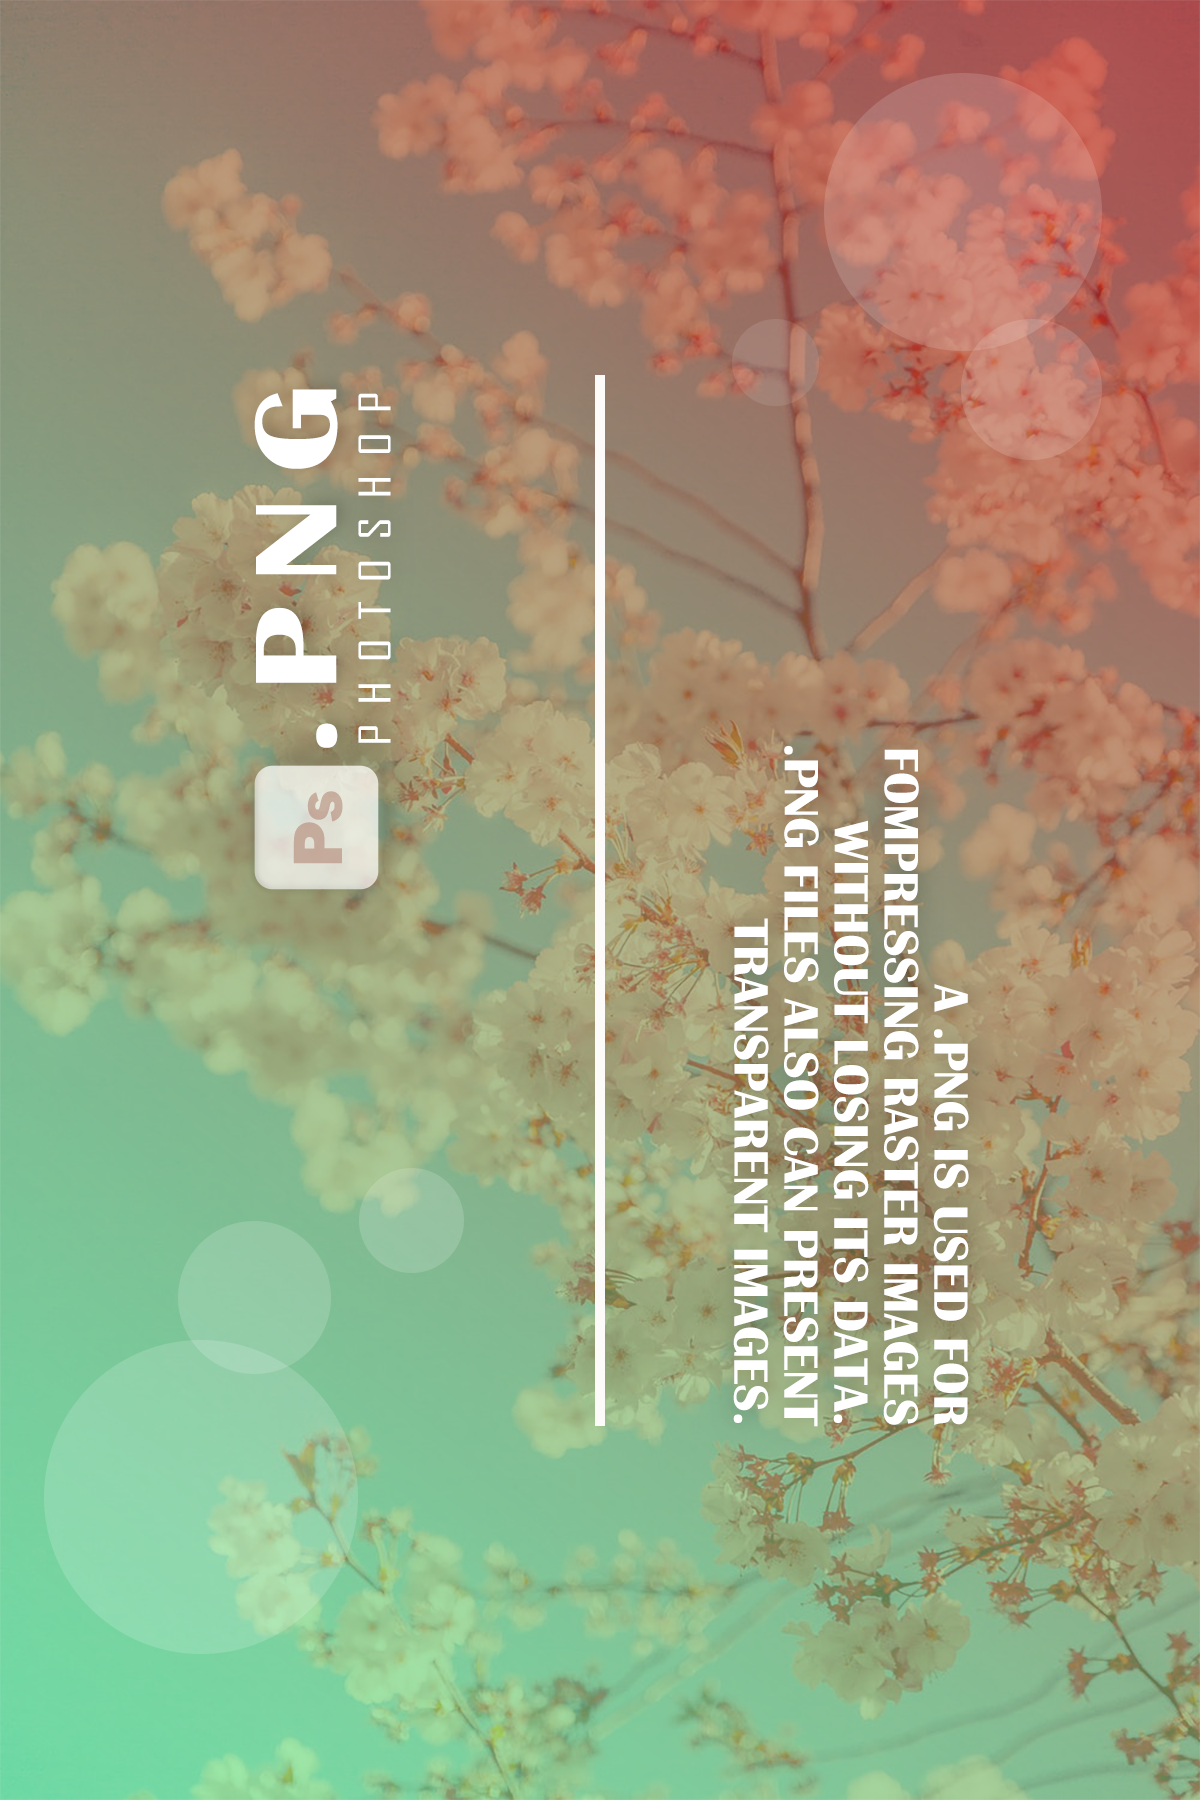 Ps
.PNG
PHOTOSHOP
A .PNG IS USED FOR
FOMPRESSING RASTER IMAGES
WITHOUT LOSING ITS DATA.
.PNG FILES ALSO CAN PRESENT
TRANSPARENT IMAGES.